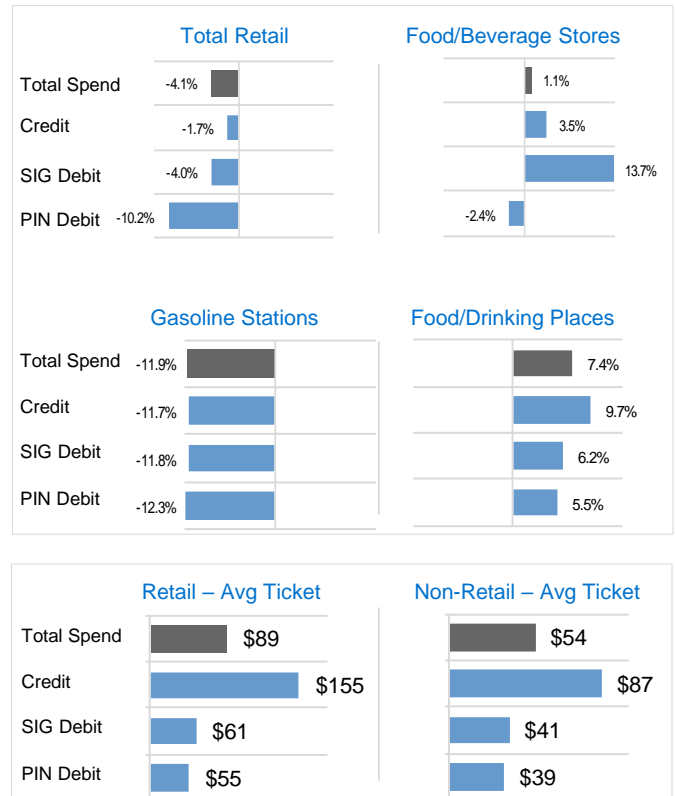 Total Retail
Food/Beverage Stores
Total Spend -4.1% 1.1%
Credit -1.7% 3.5%
SIG Debit -4.0% 13.7%
PIN Debit -10.2% -2.4%
Gasoline Stations
Food/Drinking Places
Total Spend -11.9% 7.4%
Credit -11.7% 9.7%
SIG Debit -11.8% 6.2%
PIN Debit -12.3% 5.5%
Retail – Avg Ticket
Non-Retail – Avg Ticket
Total Spend $89 $54
Credit $155 $87
SIG Debit $61 $41
PIN Debit $55 $39